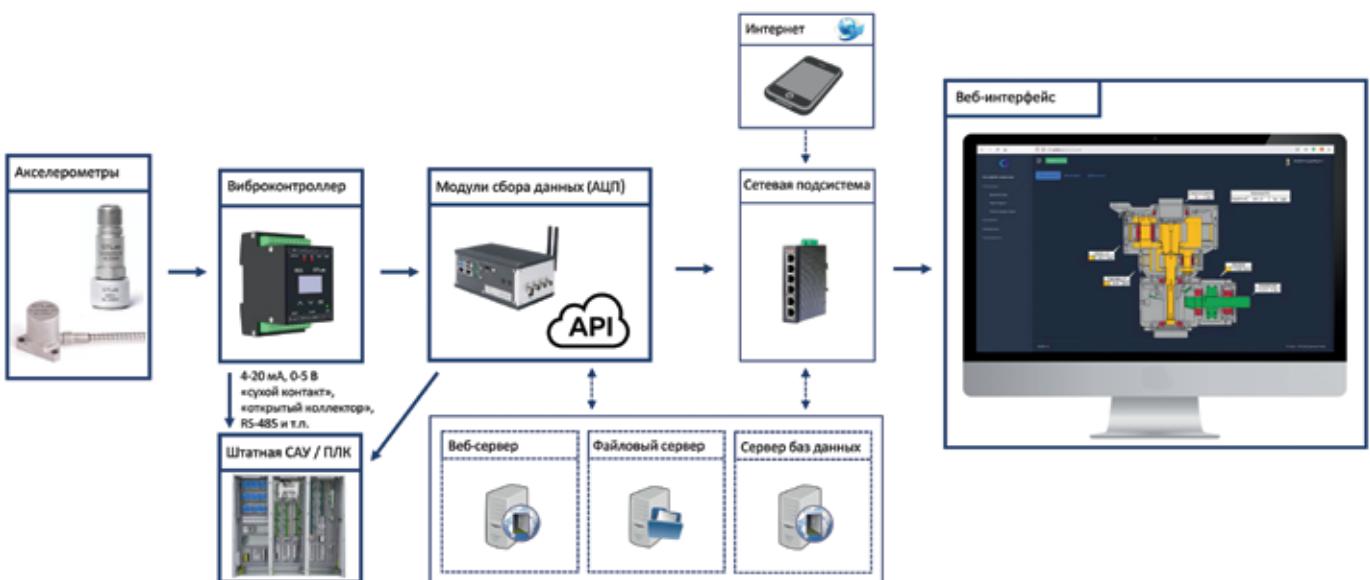 Интернет
Веб-интерфейс
Акселерометры
Виброконтроллер
Модули сбора данных (АЦП)
Сетевая подсистема
API
4-20 мА, 0-5 В
«сухой контакт»,
«открытый коллектор»,
RS-485 и т.п.
Штатная САУ / ПЛК
Веб-сервер
Файловый сервер
Сервер баз данных